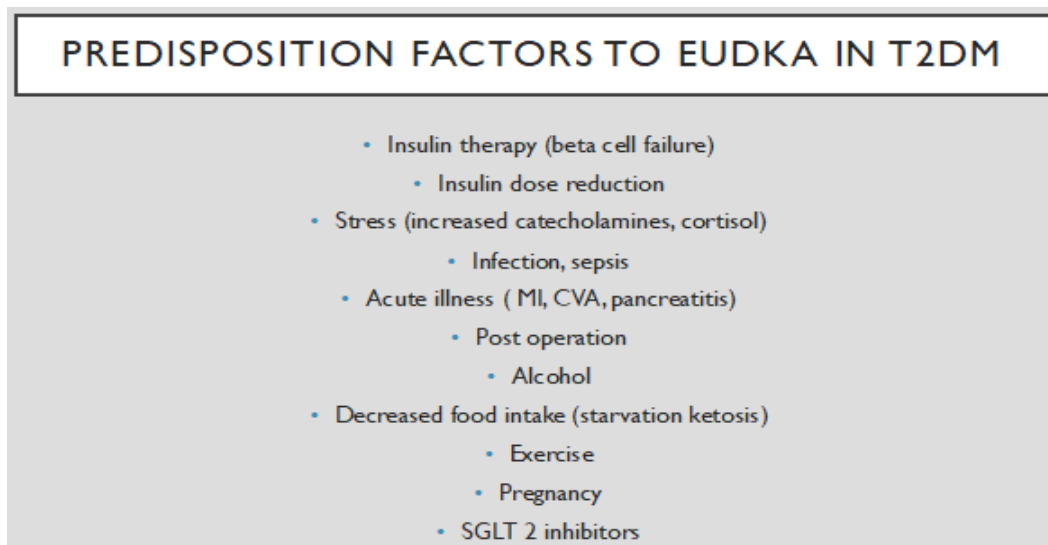 PREDISPOSITION FACTORS TO EUDKA IN T2DM
• Insulin therapy (beta cell failure)
• Insulin dose reduction
• Stress (increased catecholamines, cortisol)
• Infection, sepsis
• Acute illness ( MI, CVA, pancreatitis)
• Post operation
• Alcohol
• Decreased food intake (starvation ketosis)
• Exercise
• Pregnancy
• SGLT 2 inhibitors